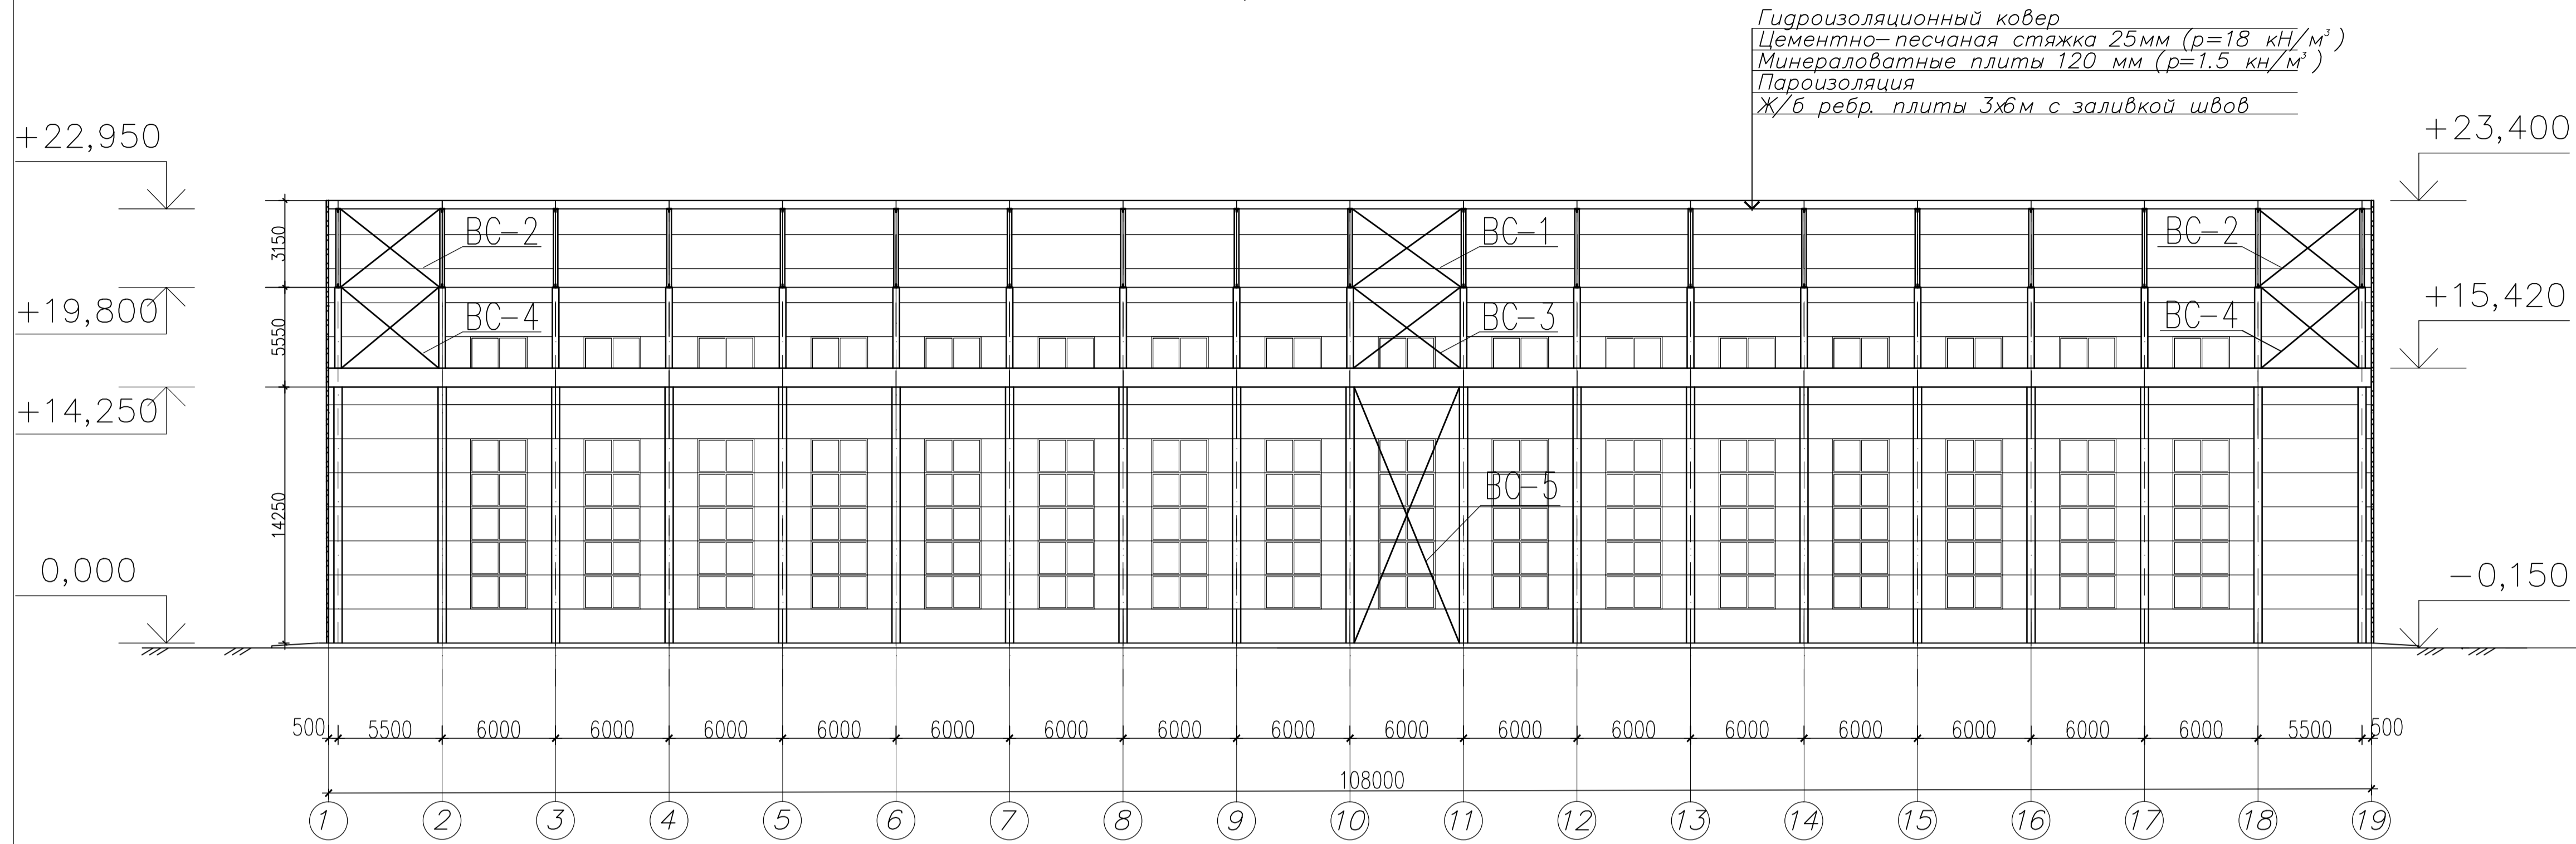 Гидроизоляционный ковер
Цементно-песчаная стяжка 25мм (р=18 кН/м³)
Минераловатные плиты 120 мм (р=1.5 кн/м³)
Пароизоляция
Ж/б ребр. плиты 3х6м с заливкой швов
+22,950
+23,400
ВС-2
ВС-1
ВС-2
3150
+19,800
+15,420
ВС-4
ВС-3
ВС-4
5550
+14,250
ВС-5
14250
0,000
-0,150
500 5500 6000 6000 6000 6000 6000 6000 6000 6000 6000 6000 6000 6000 6000 6000 6000 6000 5500 500
108000
1 2 3 4 5 6 7 8 9 10 11 12 13 14 15 16 17 18 19